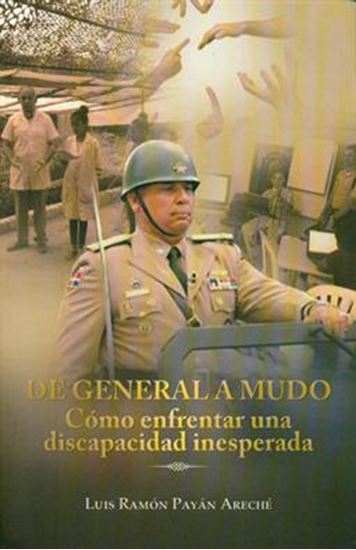 DE GENERAL A MUDO
Cómo enfrentar una
discapacidad inesperada
LUIS RAMÓN PAYÁN ARECHÉ